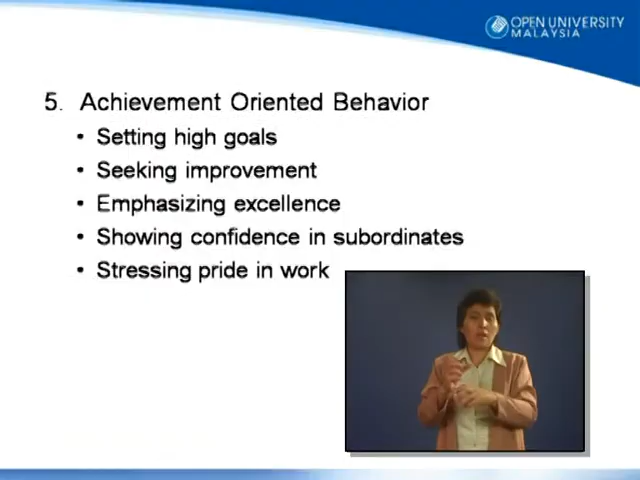 OPEN UNIVERSITY
MALAYSIA
5. Achievement Oriented Behavior
• Setting high goals
• Seeking improvement
• Emphasizing excellence
• Showing confidence in subordinates
• Stressing pride in work